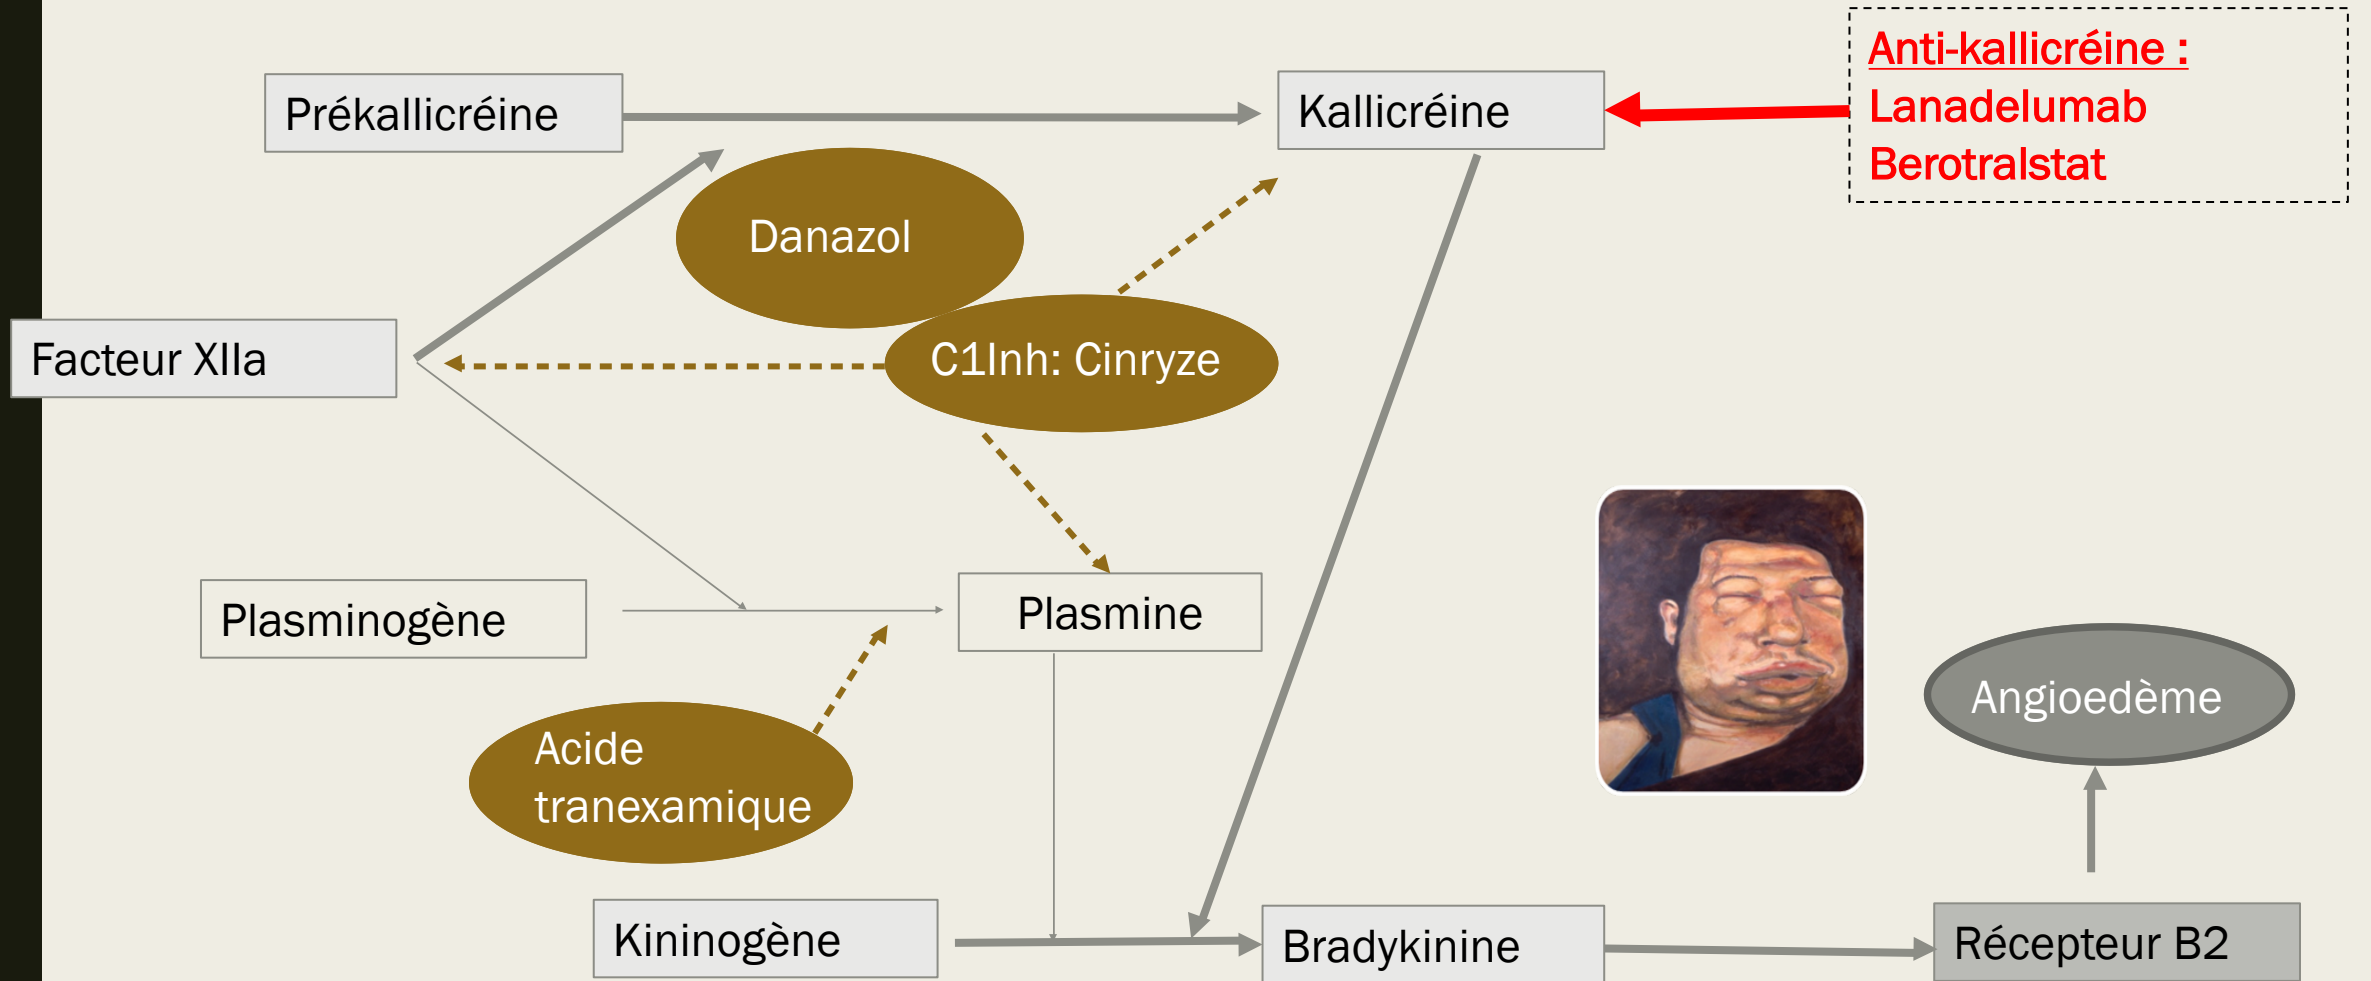 Anti-kallicréine :
Lanadelumab
Berotralstat
Prékallicréine
Kallicréine
Danazol
Facteur XIIa
C1Inh: Cinryze
Plasminogène
Plasmine
Acide
tranexamique
Angioedème
Kininogène
Bradykinine
Récepteur B2